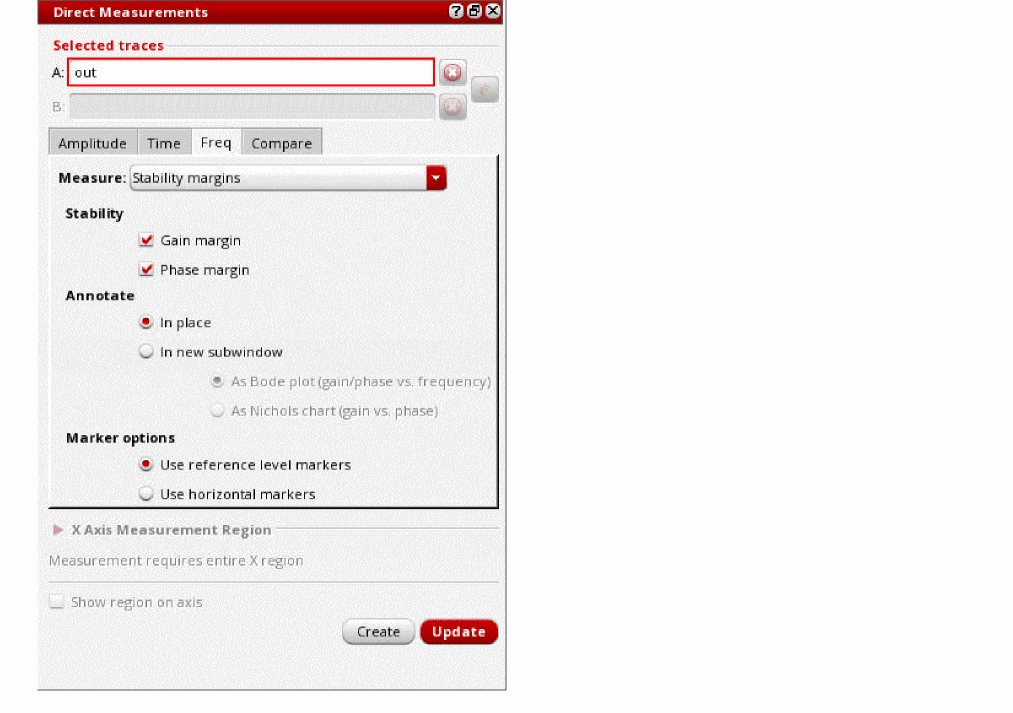 Direct Measurements
Selected traces
A: out
B:
Amplitude Time Freq Compare
Measure: Stability margins
Stability
Gain margin
Phase margin
Annotate
In place
In new subwindow
As Bode plot (gain/phase vs. frequency)
As Nichols chart (gain vs. phase)
Marker options
Use reference level markers
Use horizontal markers
X Axis Measurement Region
Measurement requires entire X region
Show region on axis
Create Update